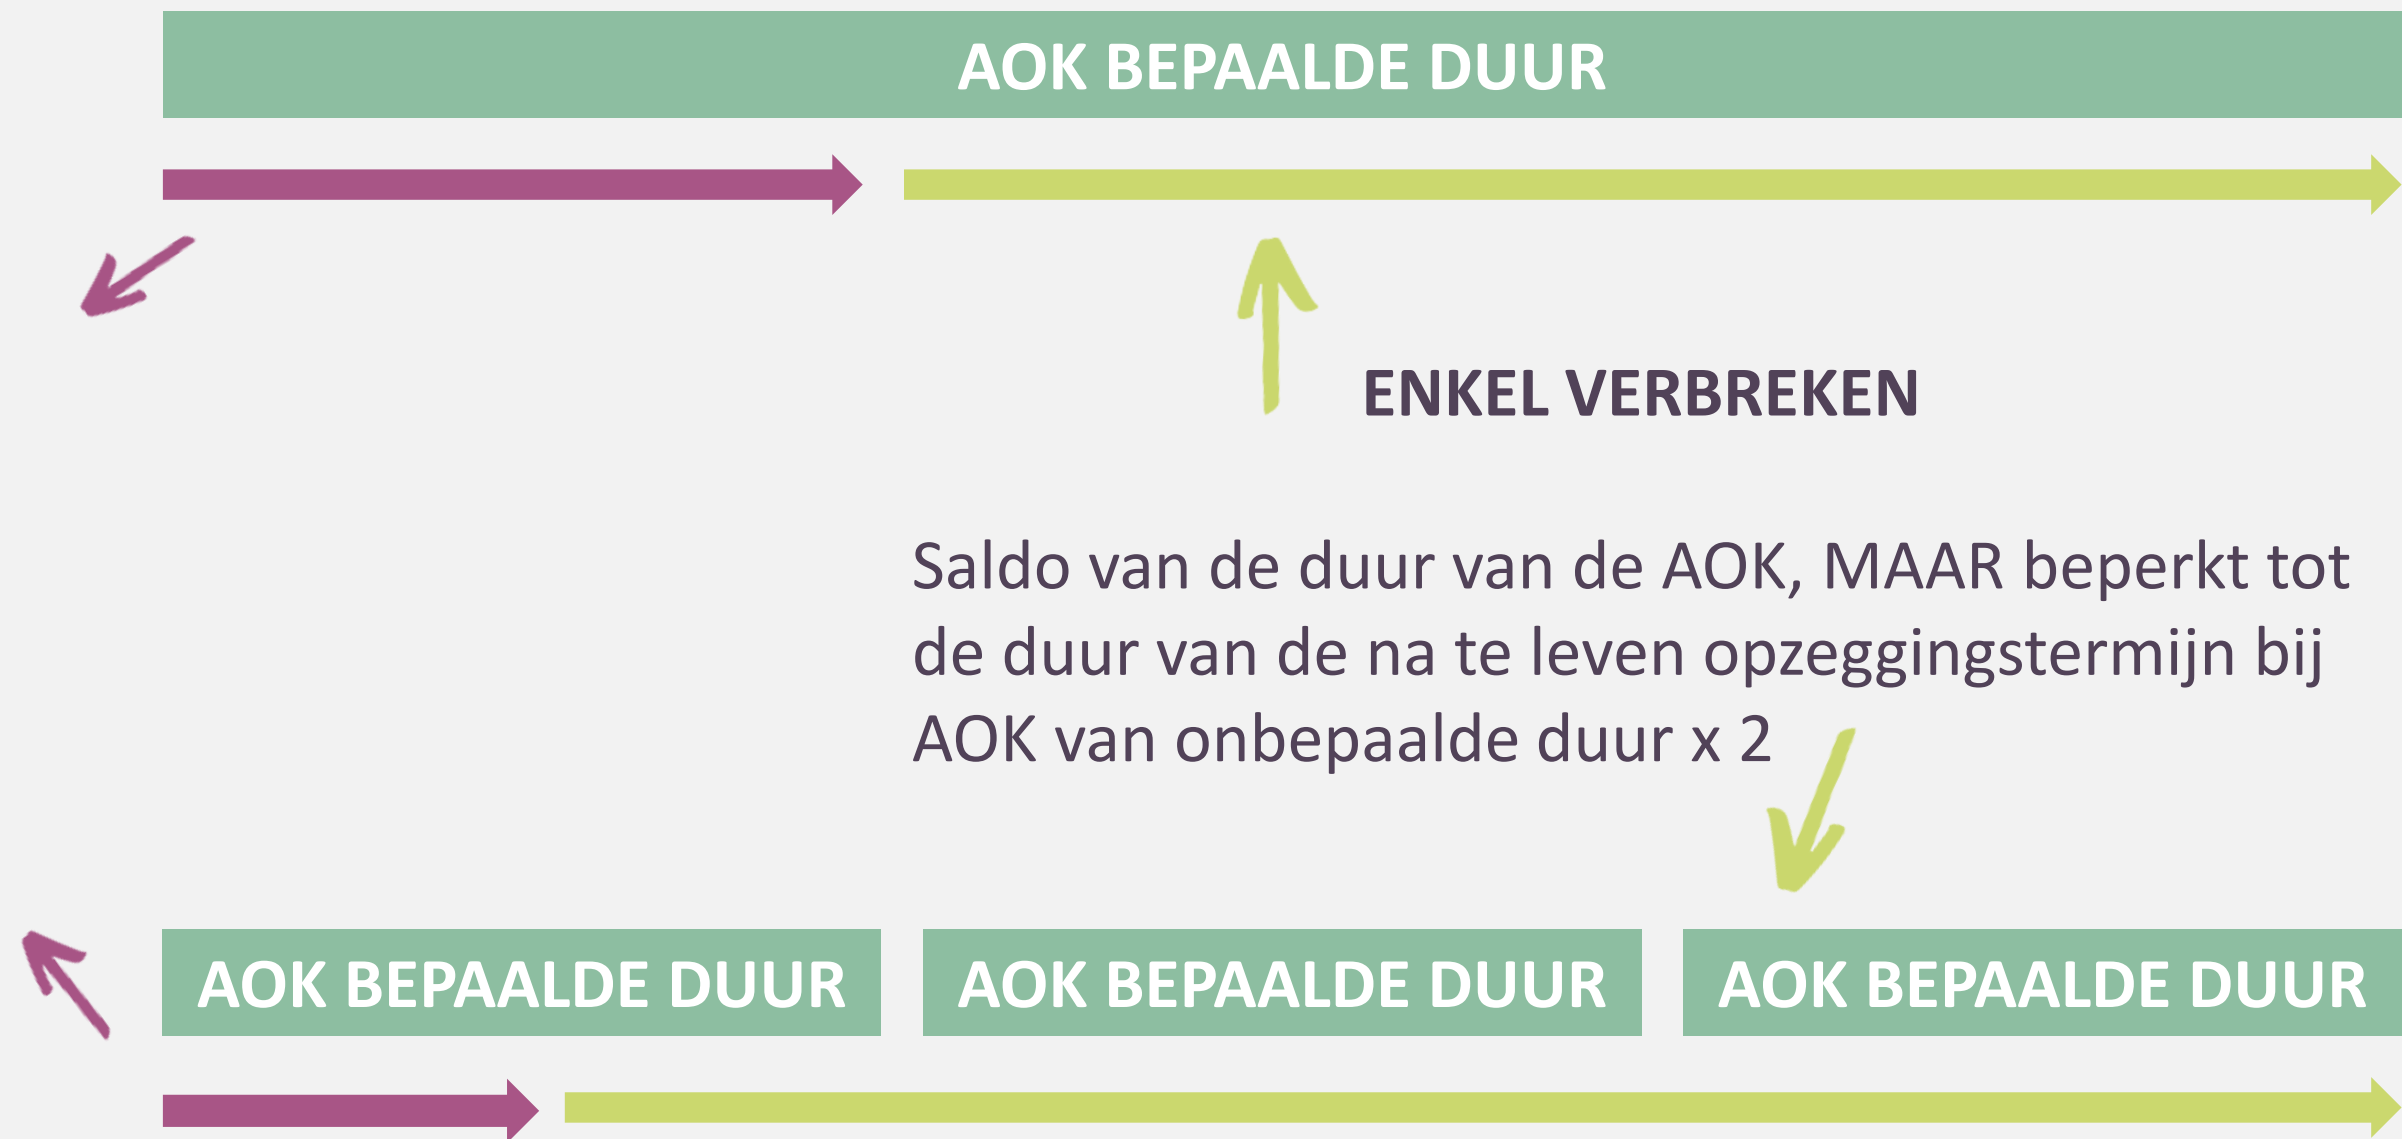 AOK BEPAALDE DUUR
ENKEL VERBREKEN
Saldo van de duur van de AOK, MAAR beperkt tot
de duur van de na te leven opzeggingstermijn bij
AOK van onbepaalde duur x 2
AOK BEPAALDE DUUR
AOK BEPAALDE DUUR
AOK BEPAALDE DUUR